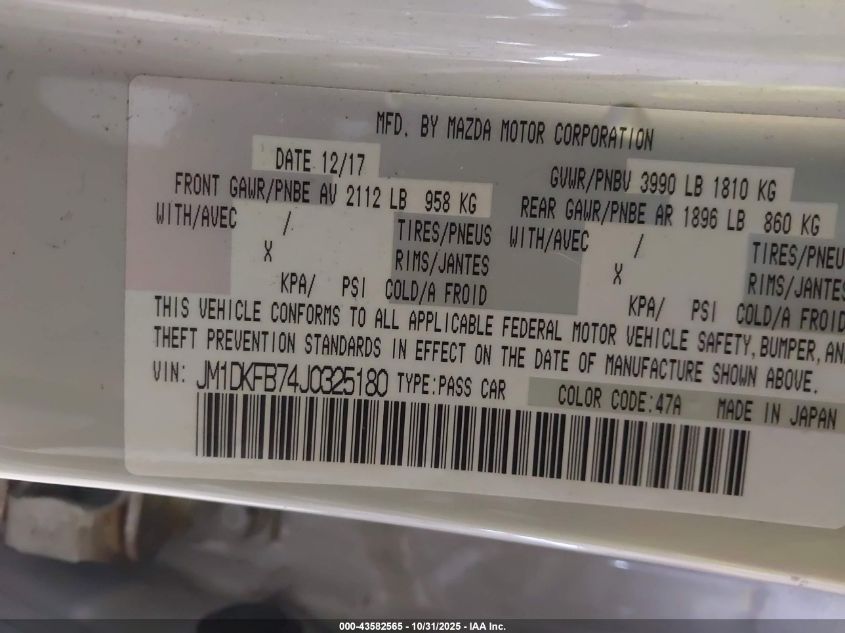 MFD. BY MAZDA MOTOR CORPORATION
DATE 12/17
GVWR/PNBV 3990 LB 1810 KG
FRONT GAWR/PNBE AV 2112 LB 958 KG
REAR GAWR/PNBE AR 1896 LB 860 KG
WITH/AVEC / TIRES/PNEUS
X RIMS/JANTES
KPA/ PSI COLD/A FROID
WITH/AVEC / TIRES/PNEU
X RIMS/JANTES
KPA/ PSI COLD/A FROID
THIS VEHICLE CONFORMS TO ALL APPLICABLE FEDERAL MOTOR VEHICLE SAFETY, BUMPER, AN
THEFT PREVENTION STANDARDS IN EFFECT ON THE DATE OF MANUFACTURE SHOWN ABOVE.
VIN: JM1DKFB74J0325180 TYPE:PASS CAR COLOR CODE:47A MADE IN JAPAN
000-43582565 - 10/31/2025 - IAA Inc.